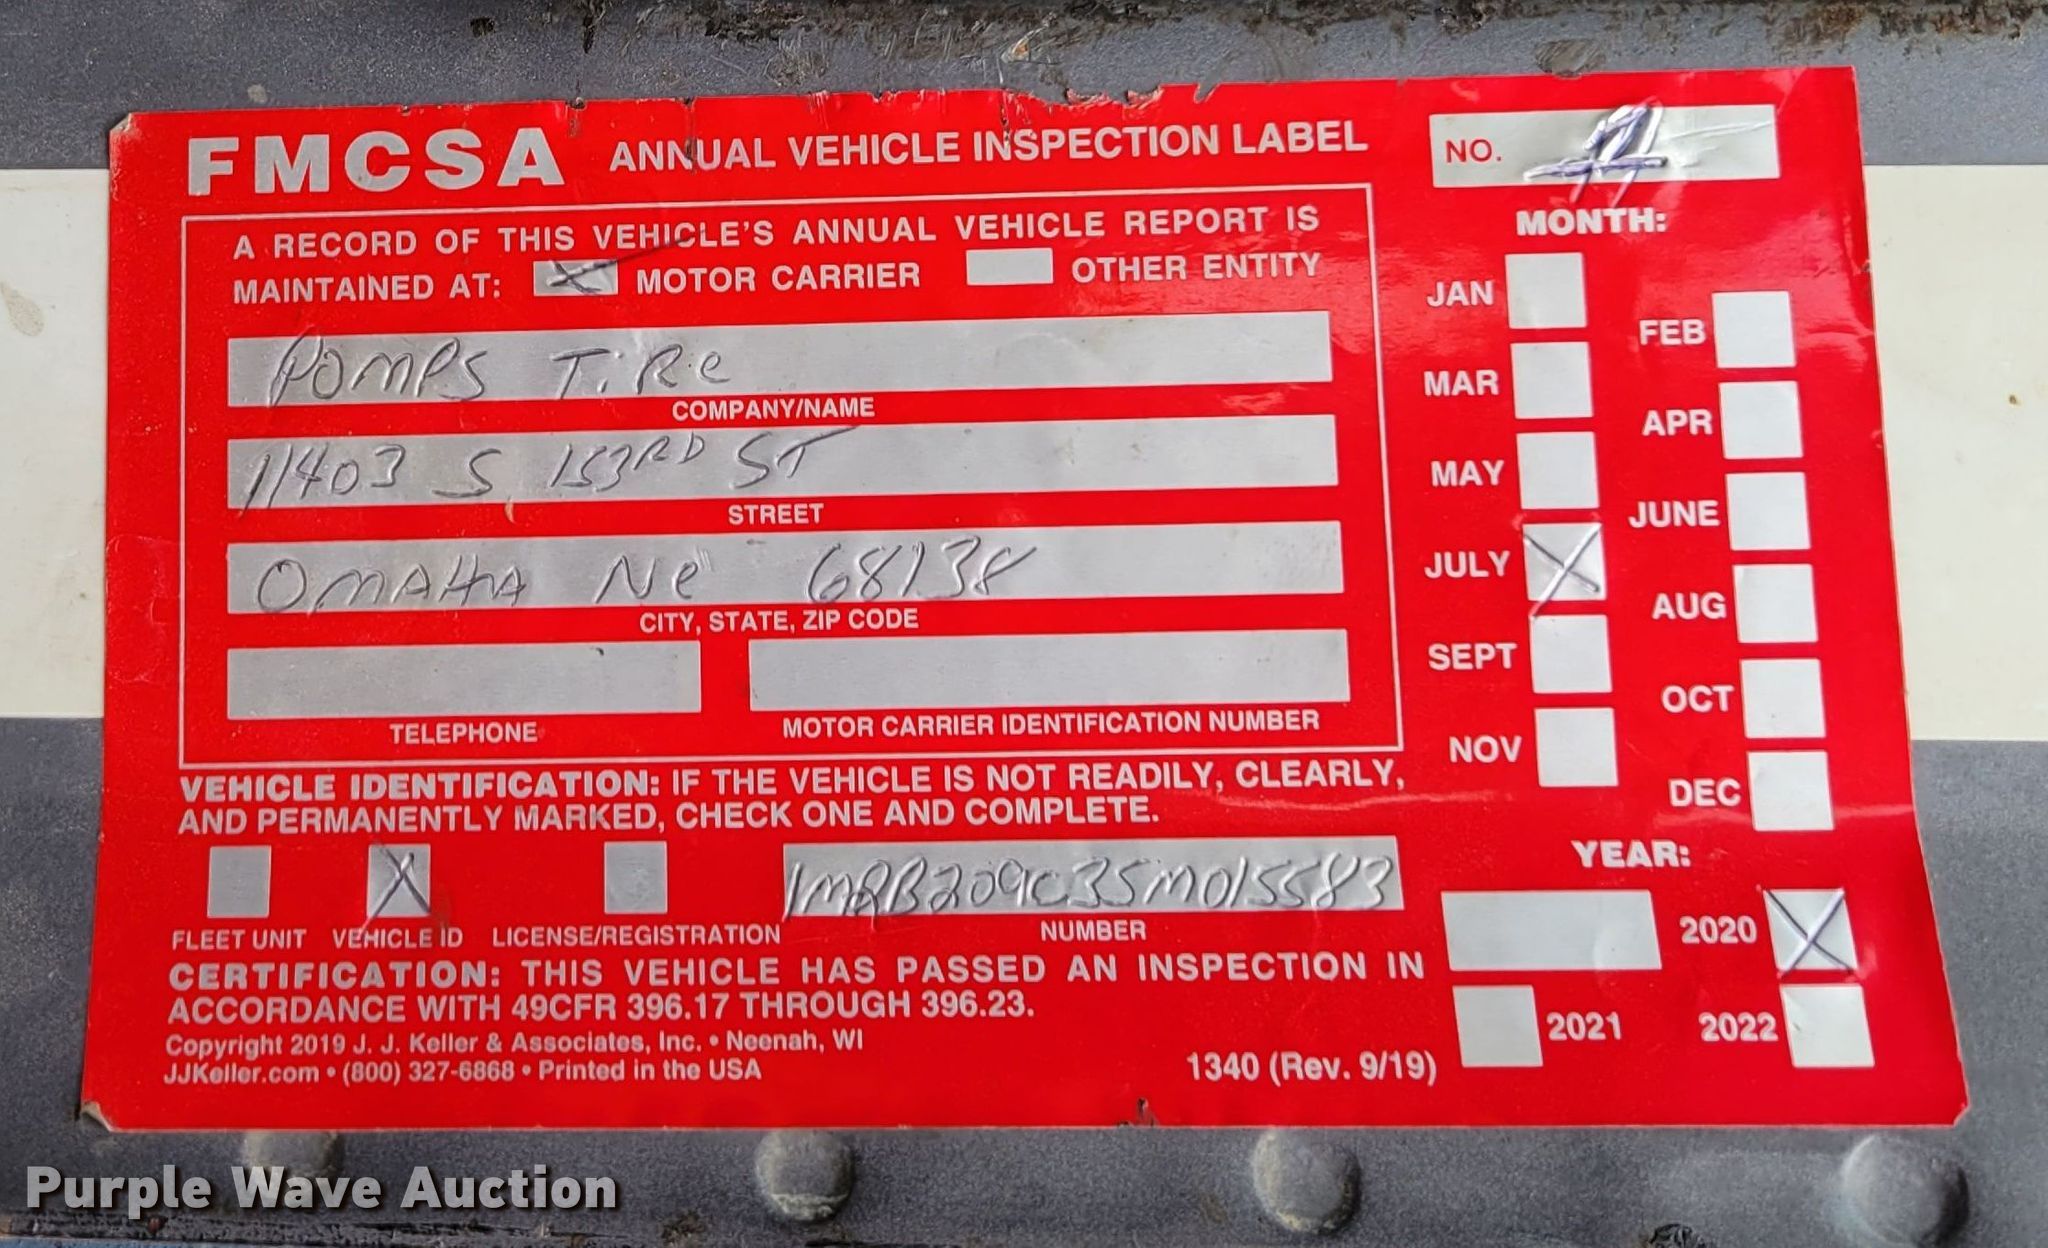 FMCSA ANNUAL VEHICLE INSPECTION LABEL
NO.
A RECORD OF THIS VEHICLE'S ANNUAL VEHICLE REPORT IS
MAINTAINED AT: X MOTOR CARRIER OTHER ENTITY
POMPS TiRe
COMPANY/NAME
11403 S 153RD ST
STREET
OMAHA Ne 68138
CITY, STATE, ZIP CODE
TELEPHONE
MOTOR CARRIER IDENTIFICATION NUMBER
VEHICLE IDENTIFICATION: IF THE VEHICLE IS NOT READILY, CLEARLY,
AND PERMANENTLY MARKED, CHECK ONE AND COMPLETE.
X
FLEET UNIT VEHICLE ID LICENSE/REGISTRATION NUMBER
CERTIFICATION: THIS VEHICLE HAS PASSED AN INSPECTION IN
ACCORDANCE WITH 49CFR 396.17 THROUGH 396.23.
Copyright 2019 J. J. Keller & Associates, Inc. • Neenah, WI
JJKeller.com • (800) 327-6868 • Printed in the USA
1340 (Rev. 9/19)
MONTH:
JAN
FEB
MAR
APR
MAY
JUNE
JULY X
AUG
SEPT
OCT
NOV
DEC
YEAR:
2020 X
2021
2022
Purple Wave Auction